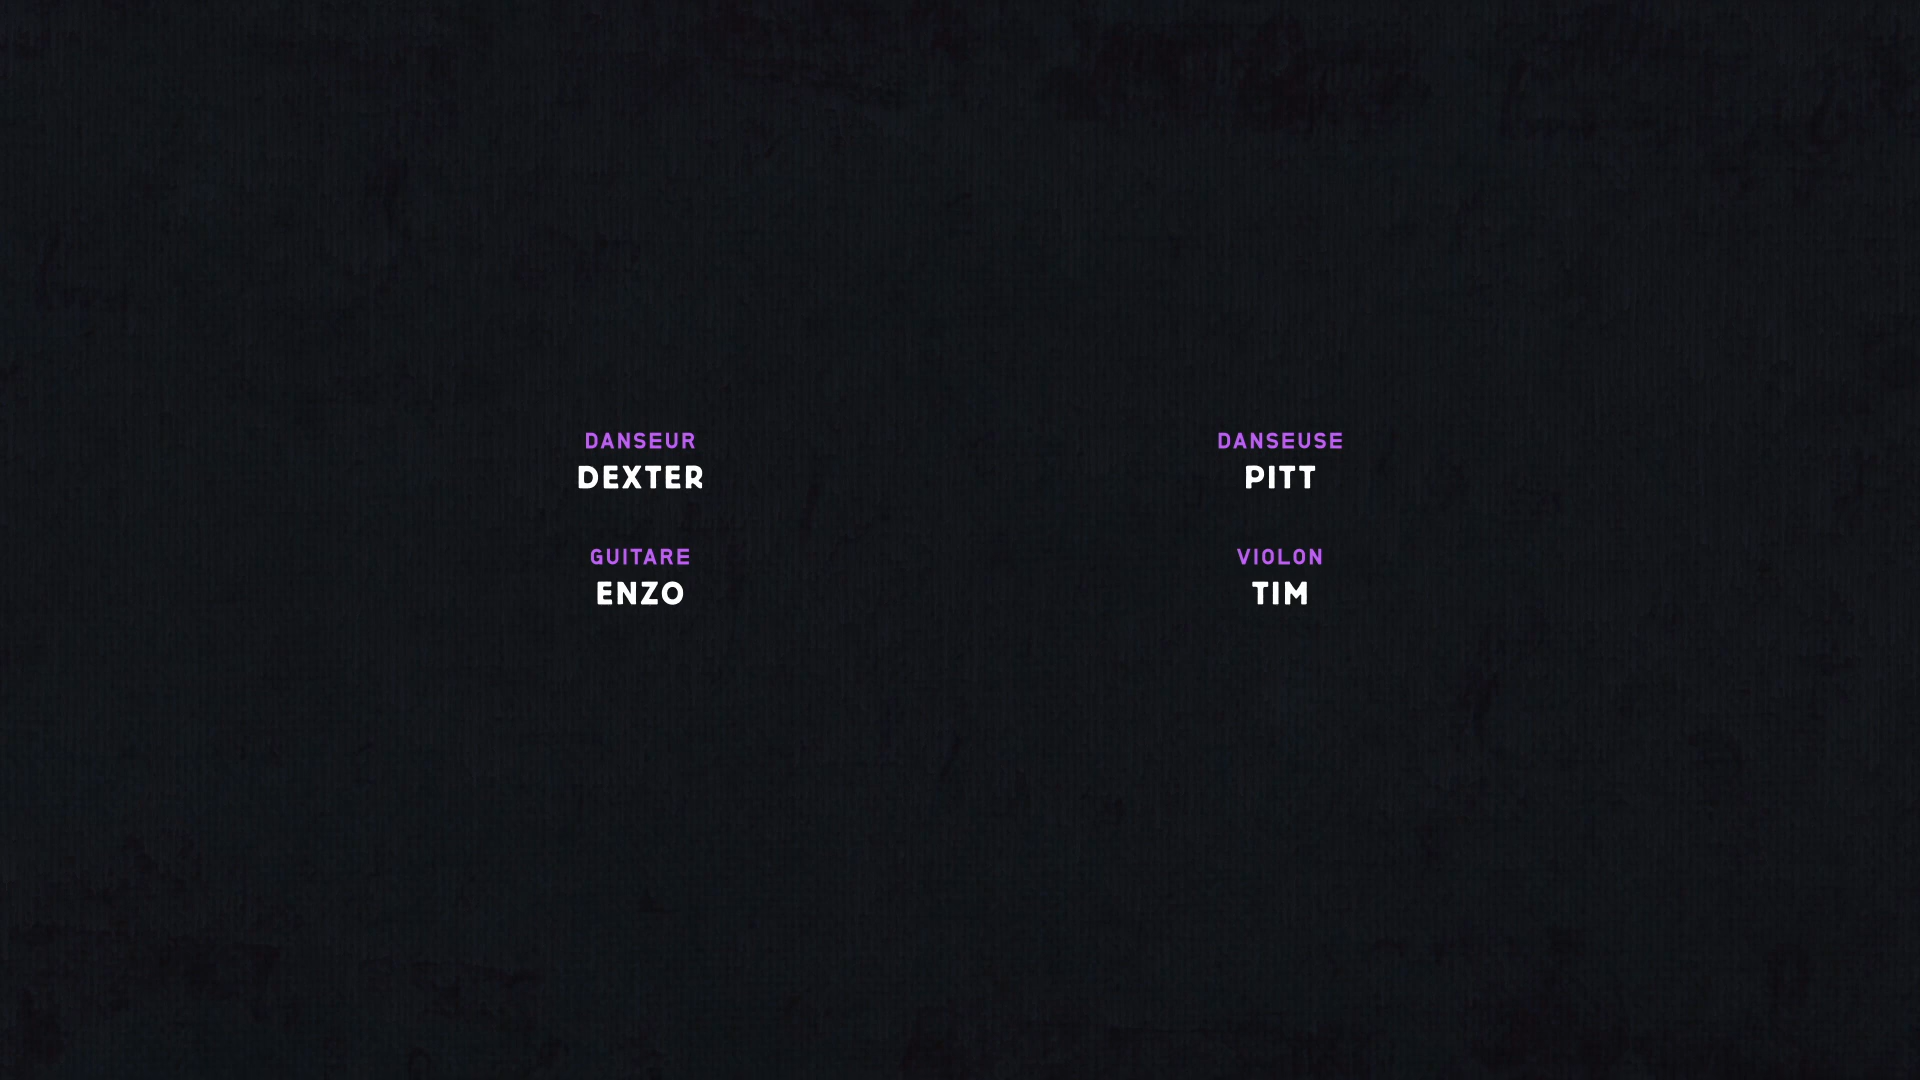 DANSEUR
DEXTER
DANSEUSE
PITT
GUITARE
ENZO
VIOLON
TIM